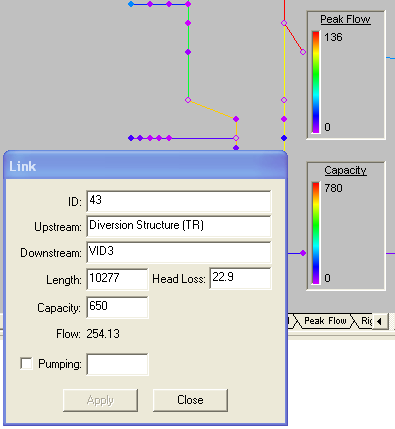 Peak Flow
136
0
Capacity
780
0
Peak Flow
Link
ID: 43
Upstream: Diversion Structure (TR)
Downstream: VID3
Length: 10277 Head Loss: 22.9
Capacity: 650
Flow: 254.13
Pumping:
Apply Close